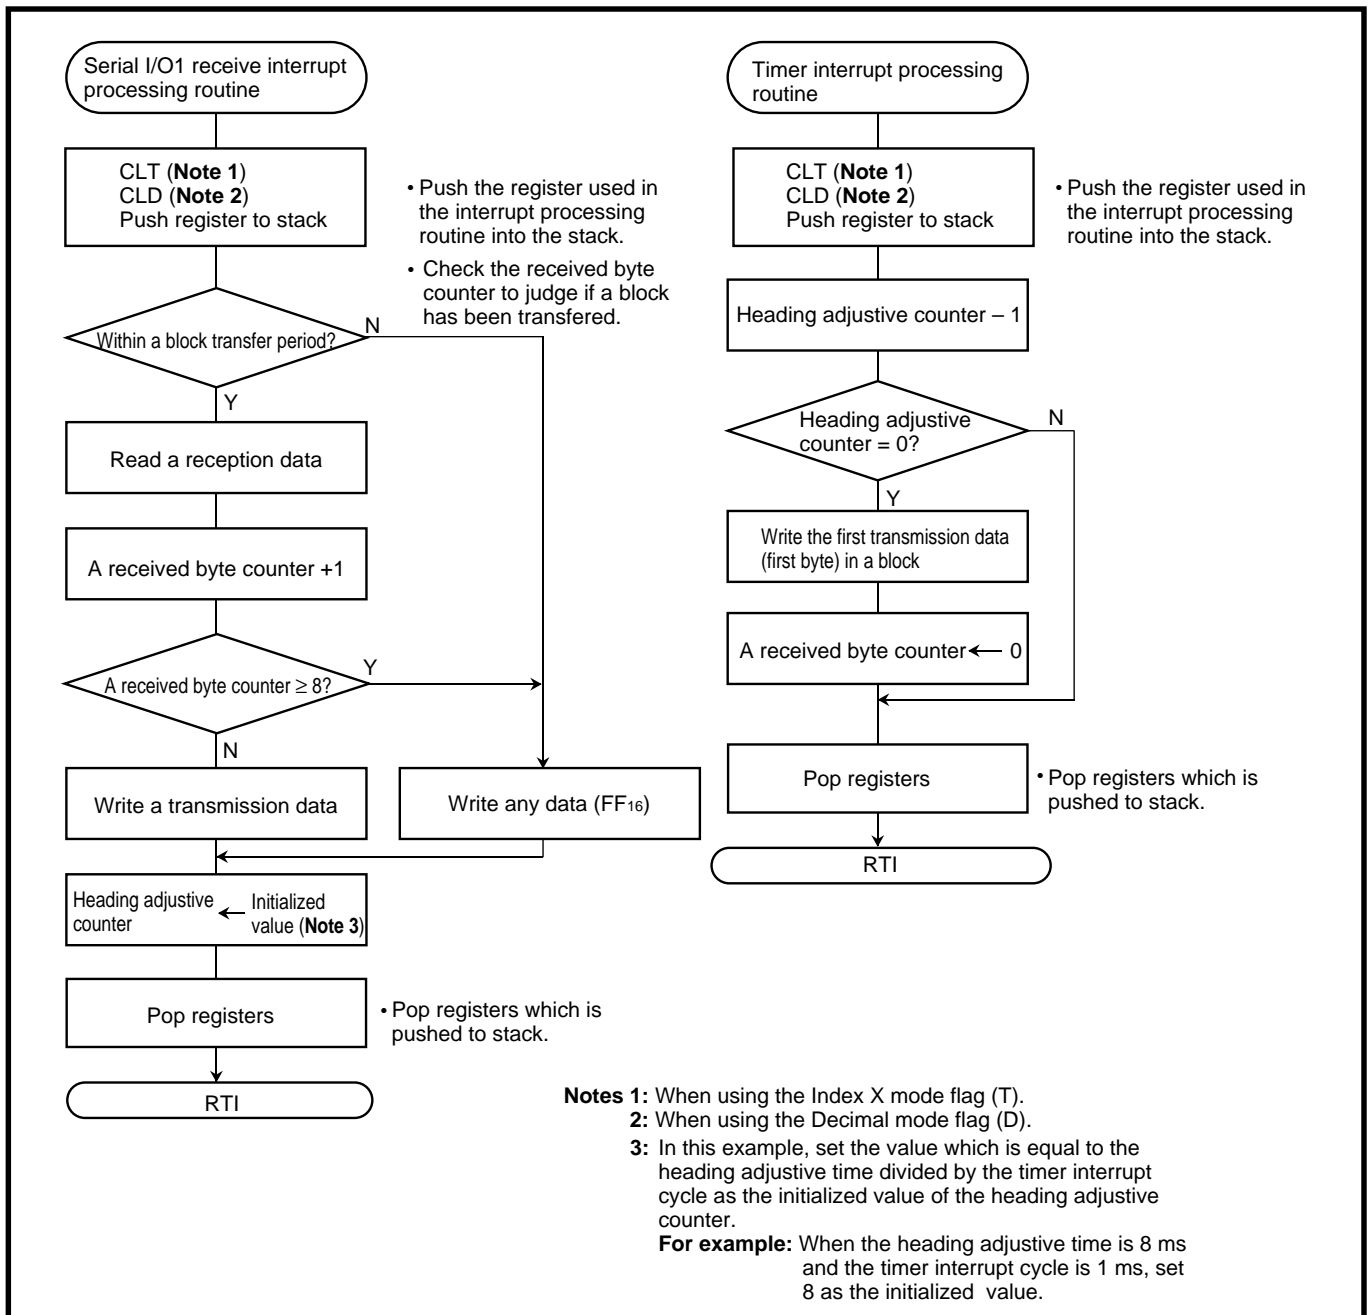 Serial I/O1 receive interrupt
processing routine
CLT (Note 1)
CLD (Note 2)
Push register to stack
• Push the register used in
the interrupt processing
routine into the stack.
• Check the received byte
counter to judge if a block
has been transfered.
Within a block transfer period?
N
Y
Read a reception data
A received byte counter +1
A received byte counter ≥ 8?
Y
N
Write a transmission data
Write any data (FF16)
Heading adjustive
counter
← Initialized
value (Note 3)
Pop registers
• Pop registers which is
pushed to stack.
RTI
Timer interrupt processing
routine
CLT (Note 1)
CLD (Note 2)
Push register to stack
• Push the register used in
the interrupt processing
routine into the stack.
Heading adjustive counter – 1
Heading adjustive
counter = 0?
N
Y
Write the first transmission data
(first byte) in a block
A received byte counter ← 0
Pop registers
• Pop registers which is
pushed to stack.
RTI
Notes 1: When using the Index X mode flag (T).
2: When using the Decimal mode flag (D).
3: In this example, set the value which is equal to the
heading adjustive time divided by the timer interrupt
cycle as the initialized value of the heading adjustive
counter.
For example: When the heading adjustive time is 8 ms
and the timer interrupt cycle is 1 ms, set
8 as the initialized value.